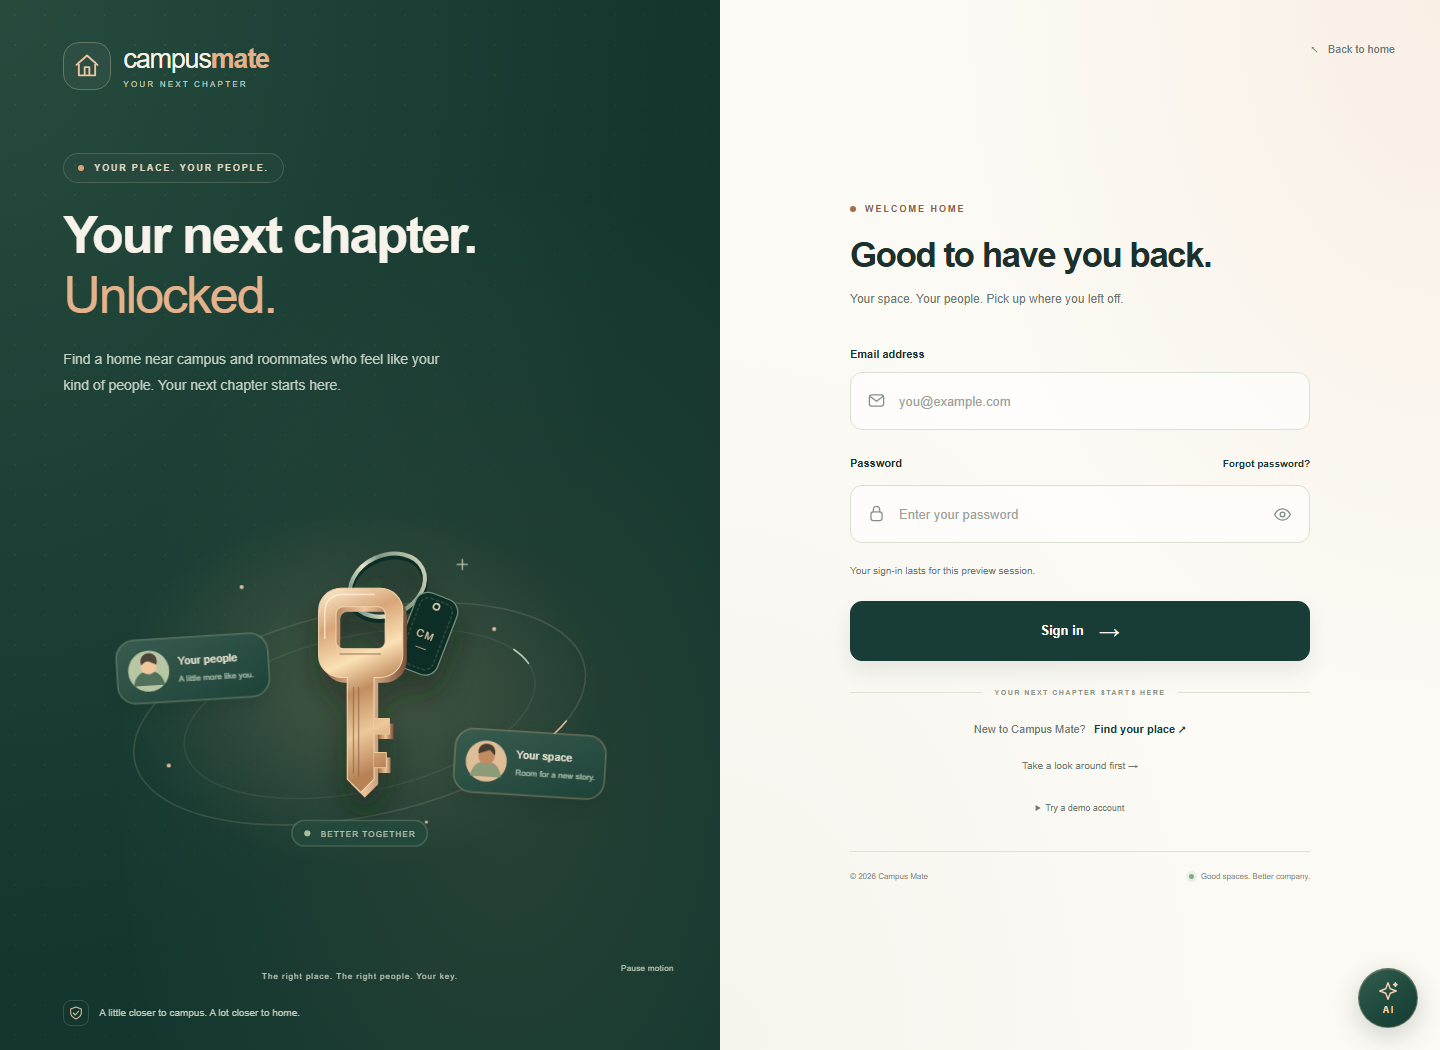 campusmate
YOUR NEXT CHAPTER
YOUR PLACE. YOUR PEOPLE.
Your next chapter.
Unlocked.
Find a home near campus and roommates who feel like your
kind of people. Your next chapter starts here.
CM
Your people
A little more like you.
Your space
Room for a new story.
BETTER TOGETHER
The right place. The right people. Your key.
Pause motion
A little closer to campus. A lot closer to home.
↖ Back to home
WELCOME HOME
Good to have you back.
Your space. Your people. Pick up where you left off.
Email address
you@example.com
Password Forgot password?
Enter your password
Your sign-in lasts for this preview session.
Sign in →
YOUR NEXT CHAPTER STARTS HERE
New to Campus Mate? Find your place ↗
Take a look around first →
▶ Try a demo account
© 2026 Campus Mate Good spaces. Better company.
AI